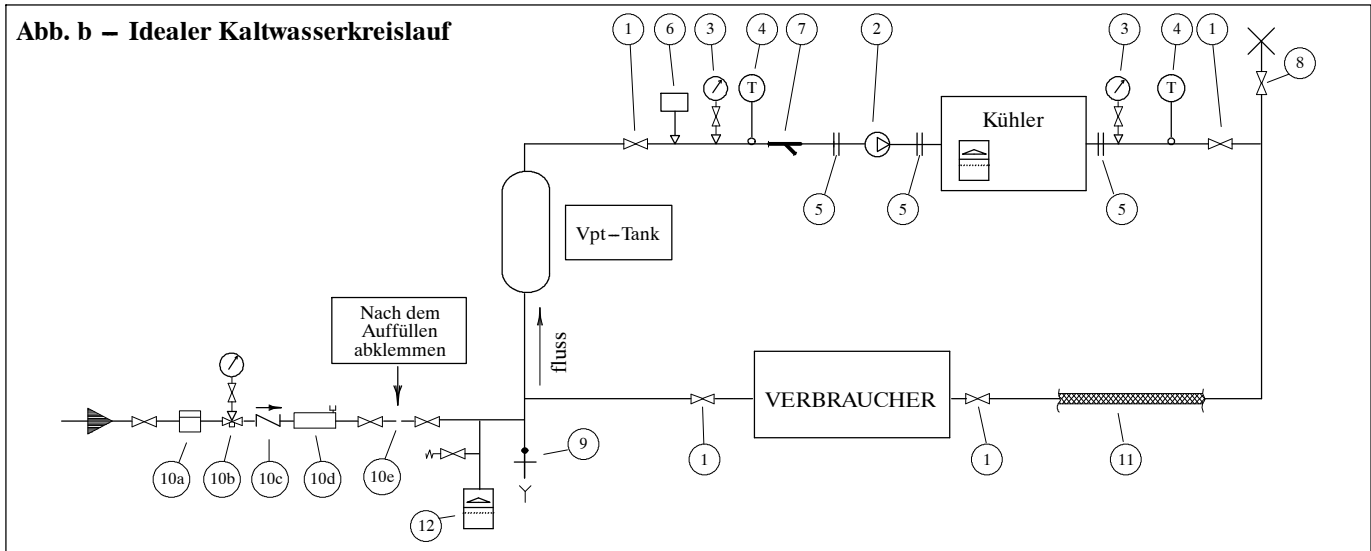 Abb. b – Idealer Kaltwasserkreislauf
1
6
3
4
7
2
3
4
1
8
T
T
Kühler
5
5
5
Vpt–Tank
Nach dem
Auffüllen
abklemmen
fluss
VERBRAUCHER
10a
10b
10c
10d
10e
9
1
1
11
12